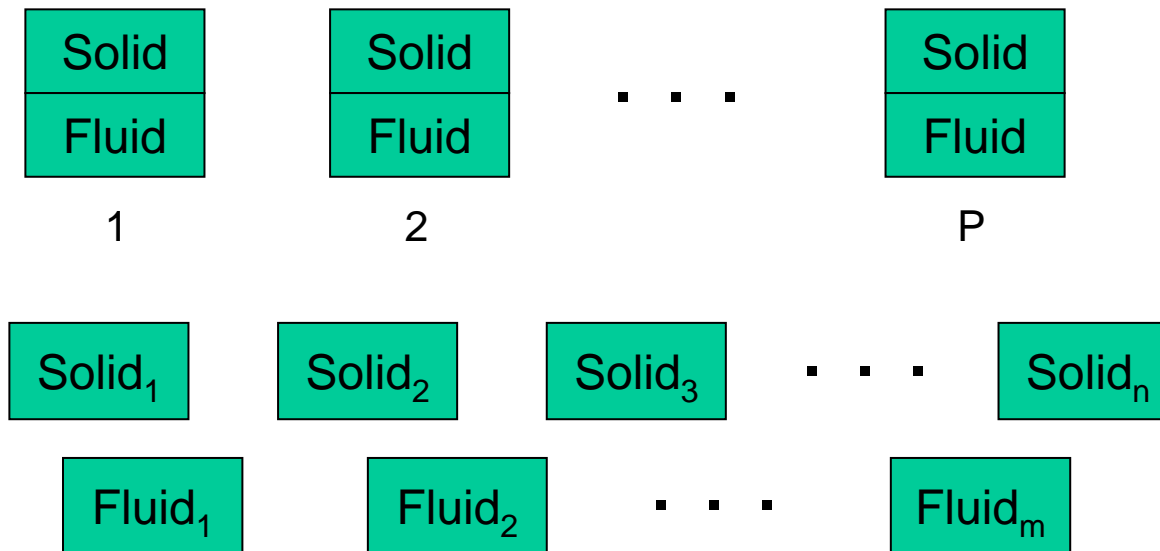 Solid Solid Solid
Fluid Fluid . . . Fluid
1 2 P
Solid₁ Solid₂ Solid₃ . . . Solidₙ
Fluid₁ Fluid₂ . . . Fluidₘ